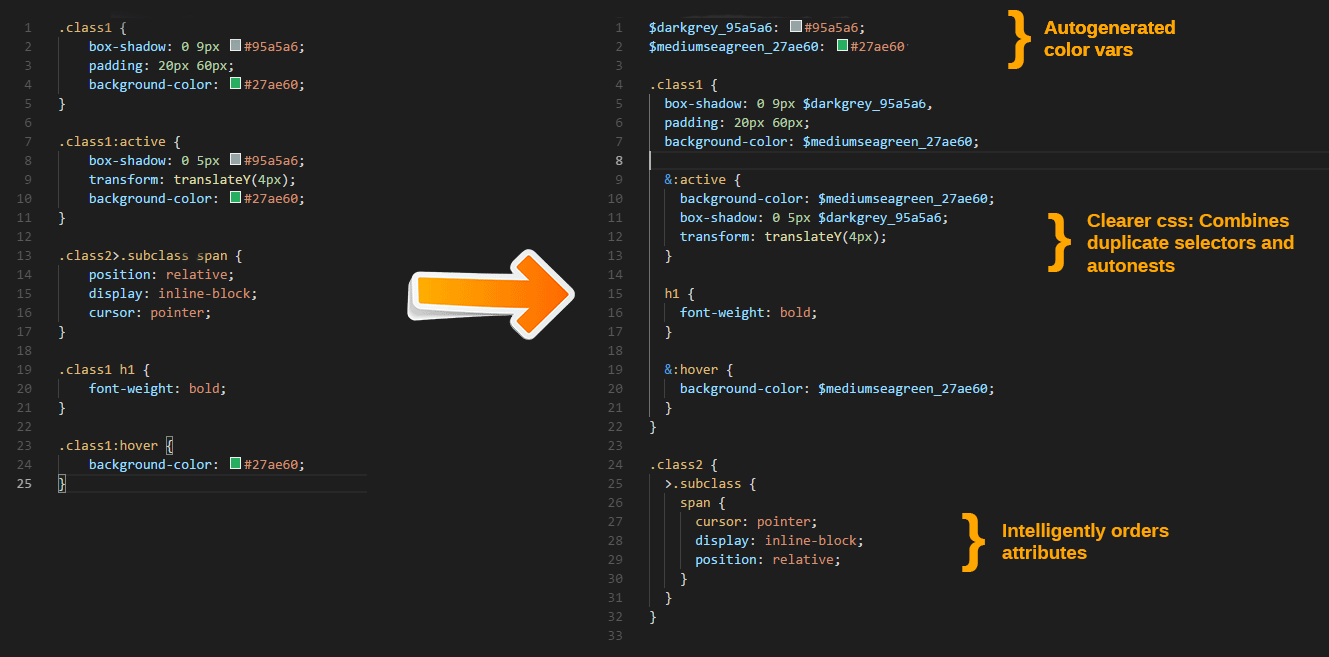 1 .class1 {
2 box-shadow: 0 9px #95a5a6;
3 padding: 20px 60px;
4 background-color: #27ae60;
5 }
6
7 .class1:active {
8 box-shadow: 0 5px #95a5a6;
9 transform: translateY(4px);
10 background-color: #27ae60;
11 }
12
13 .class2>.subclass span {
14 position: relative;
15 display: inline-block;
16 cursor: pointer;
17 }
18
19 .class1 h1 {
20 font-weight: bold;
21 }
22
23 .class1:hover {
24 background-color: #27ae60;
25 }
1 $darkgrey_95a5a6: #95a5a6;
2 $mediumseagreen_27ae60: #27ae60
3
4 .class1 {
5 box-shadow: 0 9px $darkgrey_95a5a6,
6 padding: 20px 60px;
7 background-color: $mediumseagreen_27ae60;
8
9 &:active {
10 background-color: $mediumseagreen_27ae60;
11 box-shadow: 0 5px $darkgrey_95a5a6;
12 transform: translateY(4px);
13 }
14
15 h1 {
16 font-weight: bold;
17 }
18
19 &:hover {
20 background-color: $mediumseagreen_27ae60;
21 }
22 }
23
24 .class2 {
25 >.subclass {
26 span {
27 cursor: pointer;
28 display: inline-block;
29 position: relative;
30 }
31 }
32 }
33
} Autogenerated
color vars
} Clearer css: Combines
duplicate selectors and
autonests
} Intelligently orders
attributes